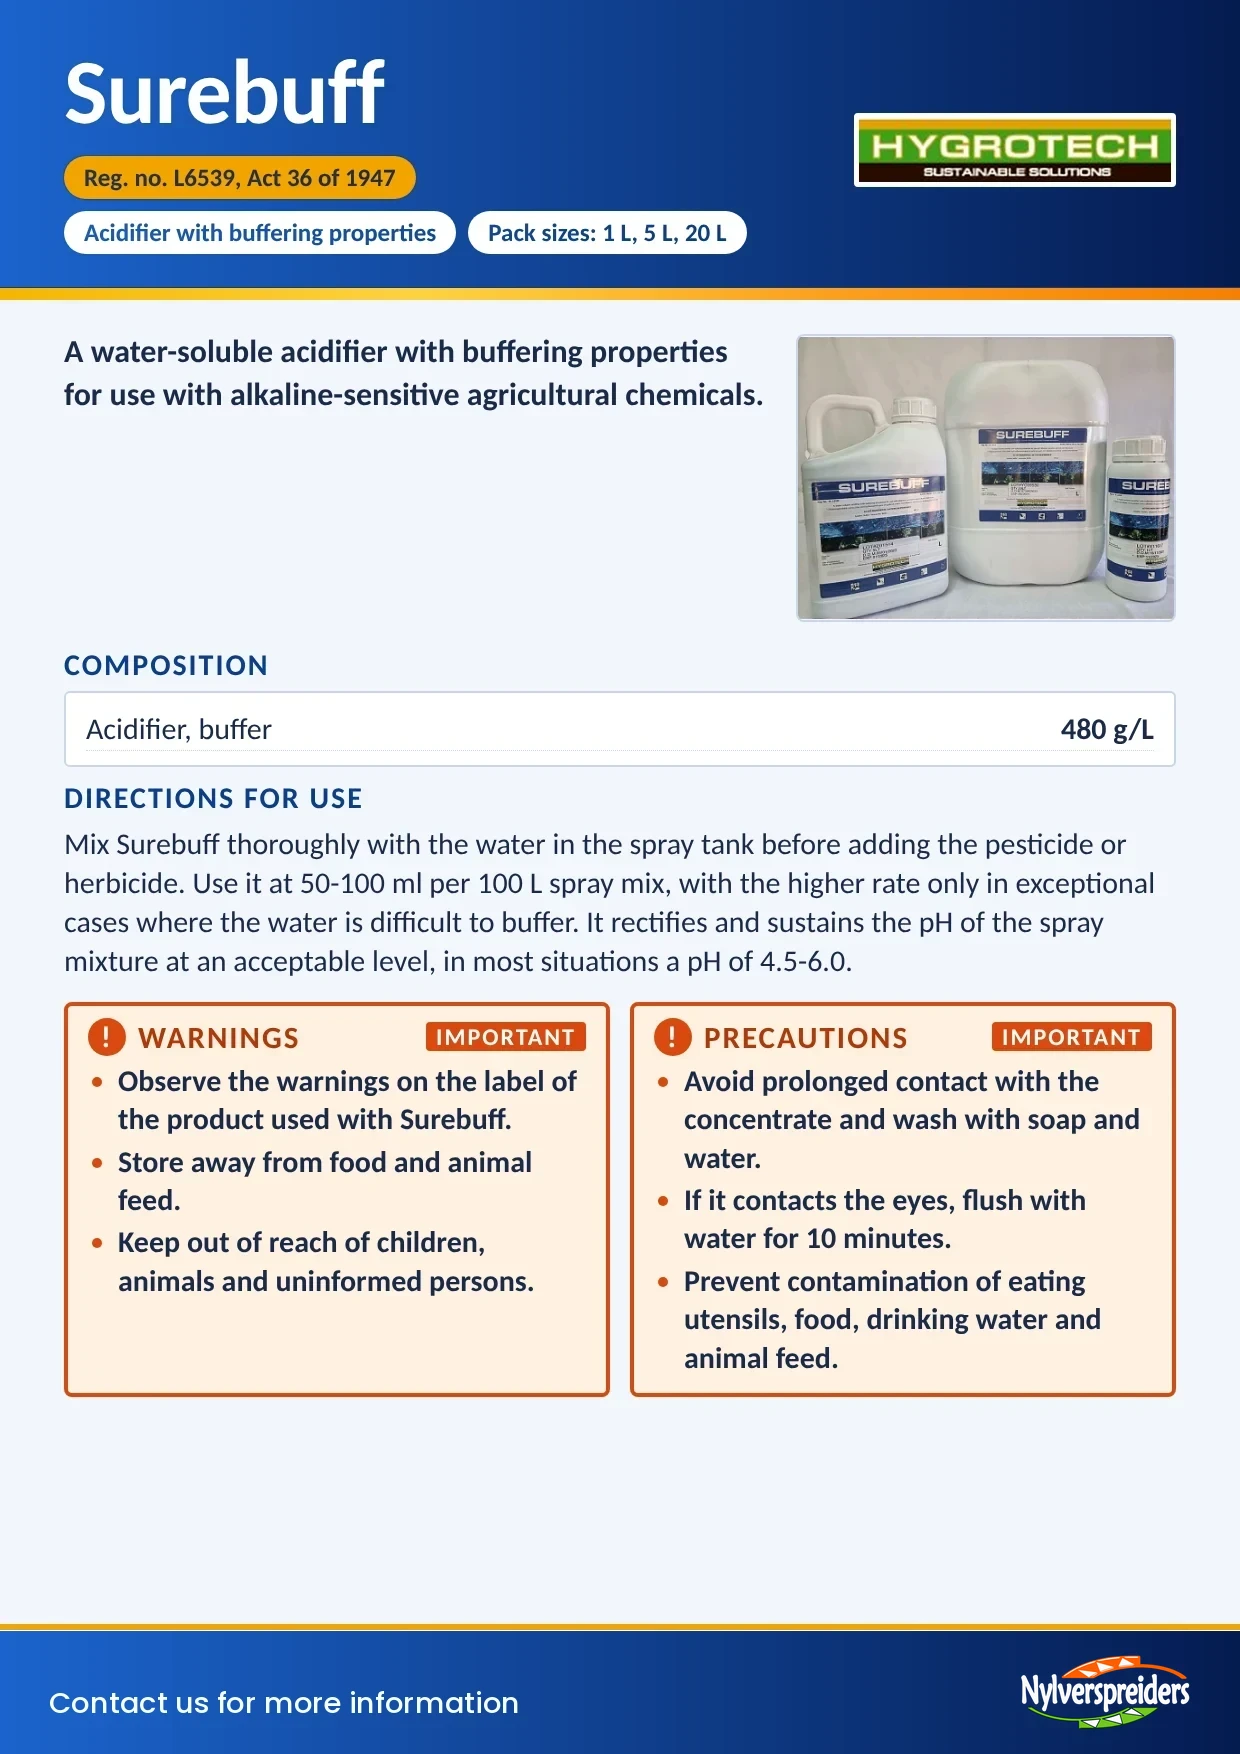 Surebuff
Reg. no. L6539, Act 36 of 1947
Acidifier with buffering properties
Pack sizes: 1 L, 5 L, 20 L
HYGROTECH
SUSTAINABLE SOLUTIONS
A water-soluble acidifier with buffering properties
for use with alkaline-sensitive agricultural chemicals.
SUREBUFF
SUREBUFF
SUREB
COMPOSITION
Acidifier, buffer 480 g/L
DIRECTIONS FOR USE
Mix Surebuff thoroughly with the water in the spray tank before adding the pesticide or
herbicide. Use it at 50-100 ml per 100 L spray mix, with the higher rate only in exceptional
cases where the water is difficult to buffer. It rectifies and sustains the pH of the spray
mixture at an acceptable level, in most situations a pH of 4.5-6.0.
! WARNINGS IMPORTANT
• Observe the warnings on the label of
the product used with Surebuff.
• Store away from food and animal
feed.
• Keep out of reach of children,
animals and uninformed persons.
! PRECAUTIONS IMPORTANT
• Avoid prolonged contact with the
concentrate and wash with soap and
water.
• If it contacts the eyes, flush with
water for 10 minutes.
• Prevent contamination of eating
utensils, food, drinking water and
animal feed.
Contact us for more information
Nylverspreiders